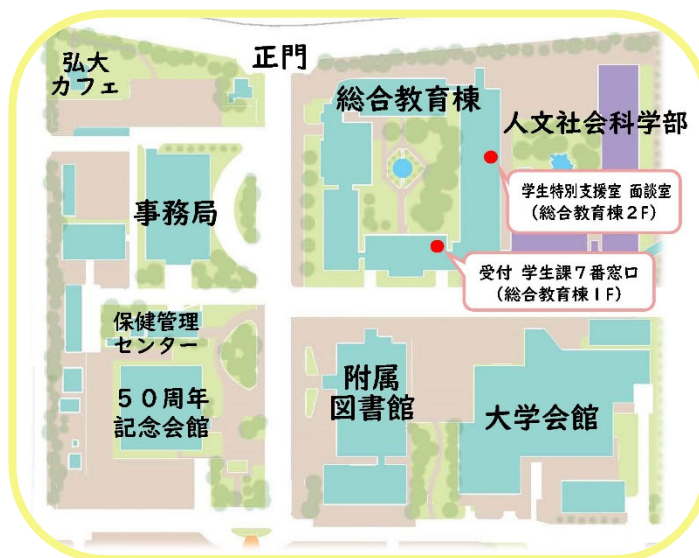 弘大
カフェ
正門
総合教育棟
人文社会科学部
学生特別支援室 面談室
(総合教育棟2F)
事務局
受付 学生課7番窓口
(総合教育棟1F)
保健管理
センター
50周年
記念会館
附属
図書館
大学会館